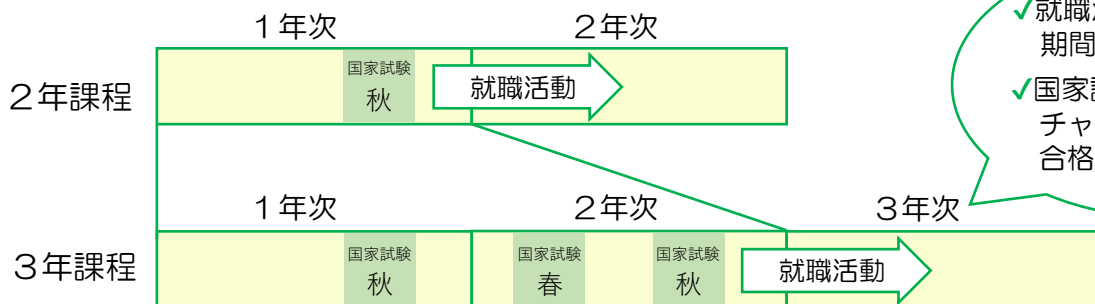 1年次
2年次
2年課程
国家試験
秋
就職活動
✓就職
期間
✓国家
チャ
合格
1年次
2年次
3年次
3年課程
国家試験
秋
国家試験
春
国家試験
秋
就職活動